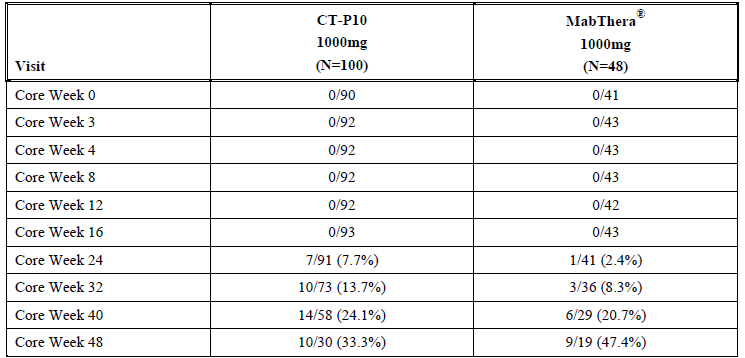 Visit CT-P10 1000mg (N=100) MabThera® 1000mg (N=48)
Core Week 0 0/90 0/41
Core Week 3 0/92 0/43
Core Week 4 0/92 0/43
Core Week 8 0/92 0/43
Core Week 12 0/92 0/42
Core Week 16 0/93 0/43
Core Week 24 7/91 (7.7%) 1/41 (2.4%)
Core Week 32 10/73 (13.7%) 3/36 (8.3%)
Core Week 40 14/58 (24.1%) 6/29 (20.7%)
Core Week 48 10/30 (33.3%) 9/19 (47.4%)